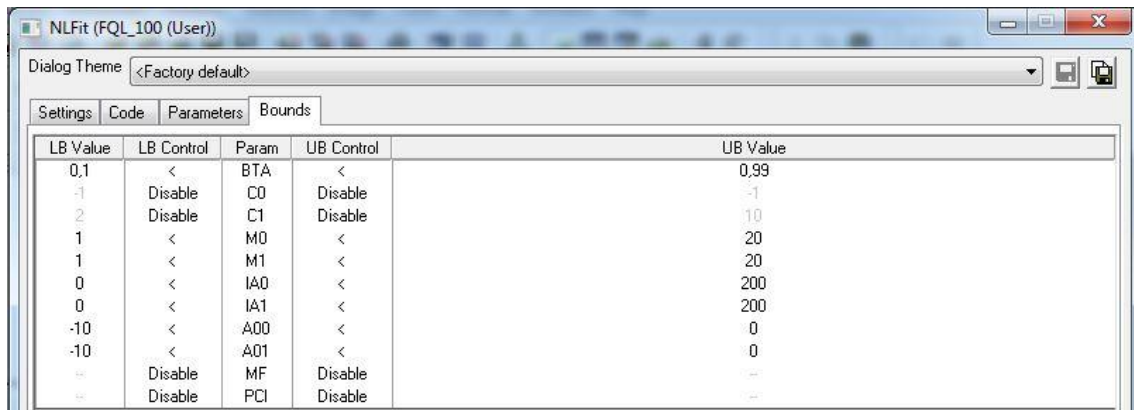 NLFit (FQL_100 (User))
Dialog Theme <Factory default>
Settings Code Parameters Bounds
LB Value LB Control Param UB Control UB Value
0,1 < BTA < 0,99
-1 Disable C0 Disable -1
2 Disable C1 Disable 10
1 < M0 < 20
1 < M1 < 20
0 < IA0 < 200
0 < IA1 < 200
-10 < A00 < 0
-10 < A01 < 0
-- Disable MF Disable --
-- Disable PCI Disable --